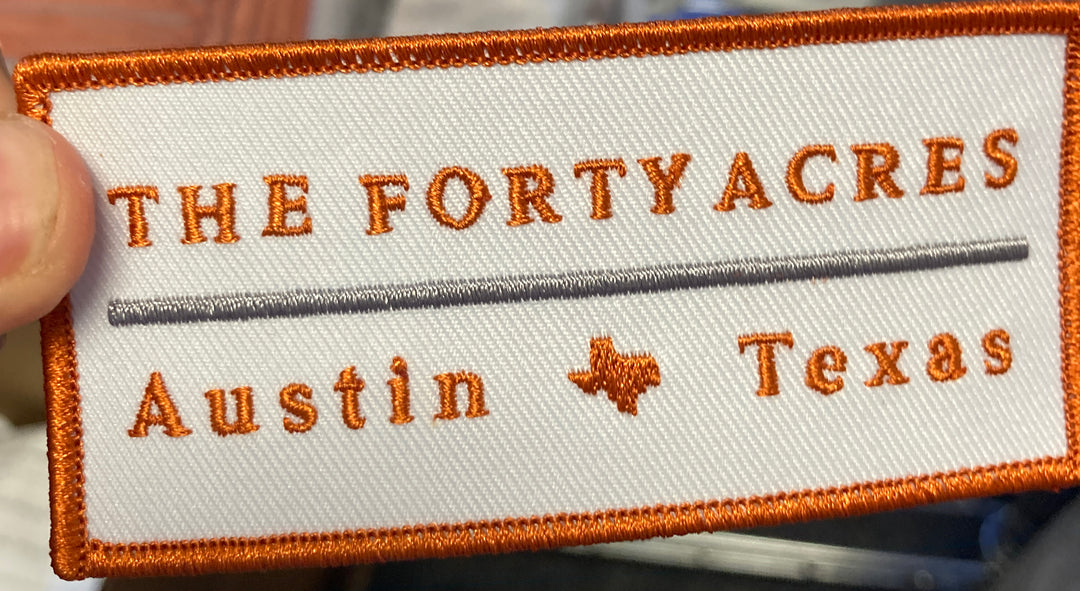 THE FORTY ACRES
Austin Texas